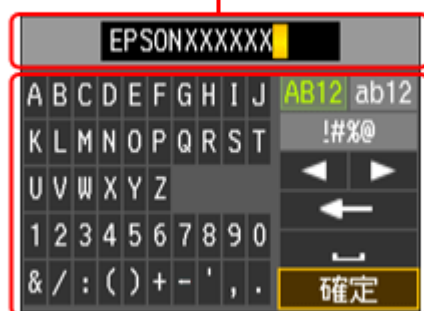 EPSONXXXXXX
A B C D E F G H I J AB12 ab12
K L M N O P Q R S T !#%@
U V W X Y Z
1 2 3 4 5 6 7 8 9 0
& / : ( ) + - ' , . 確定